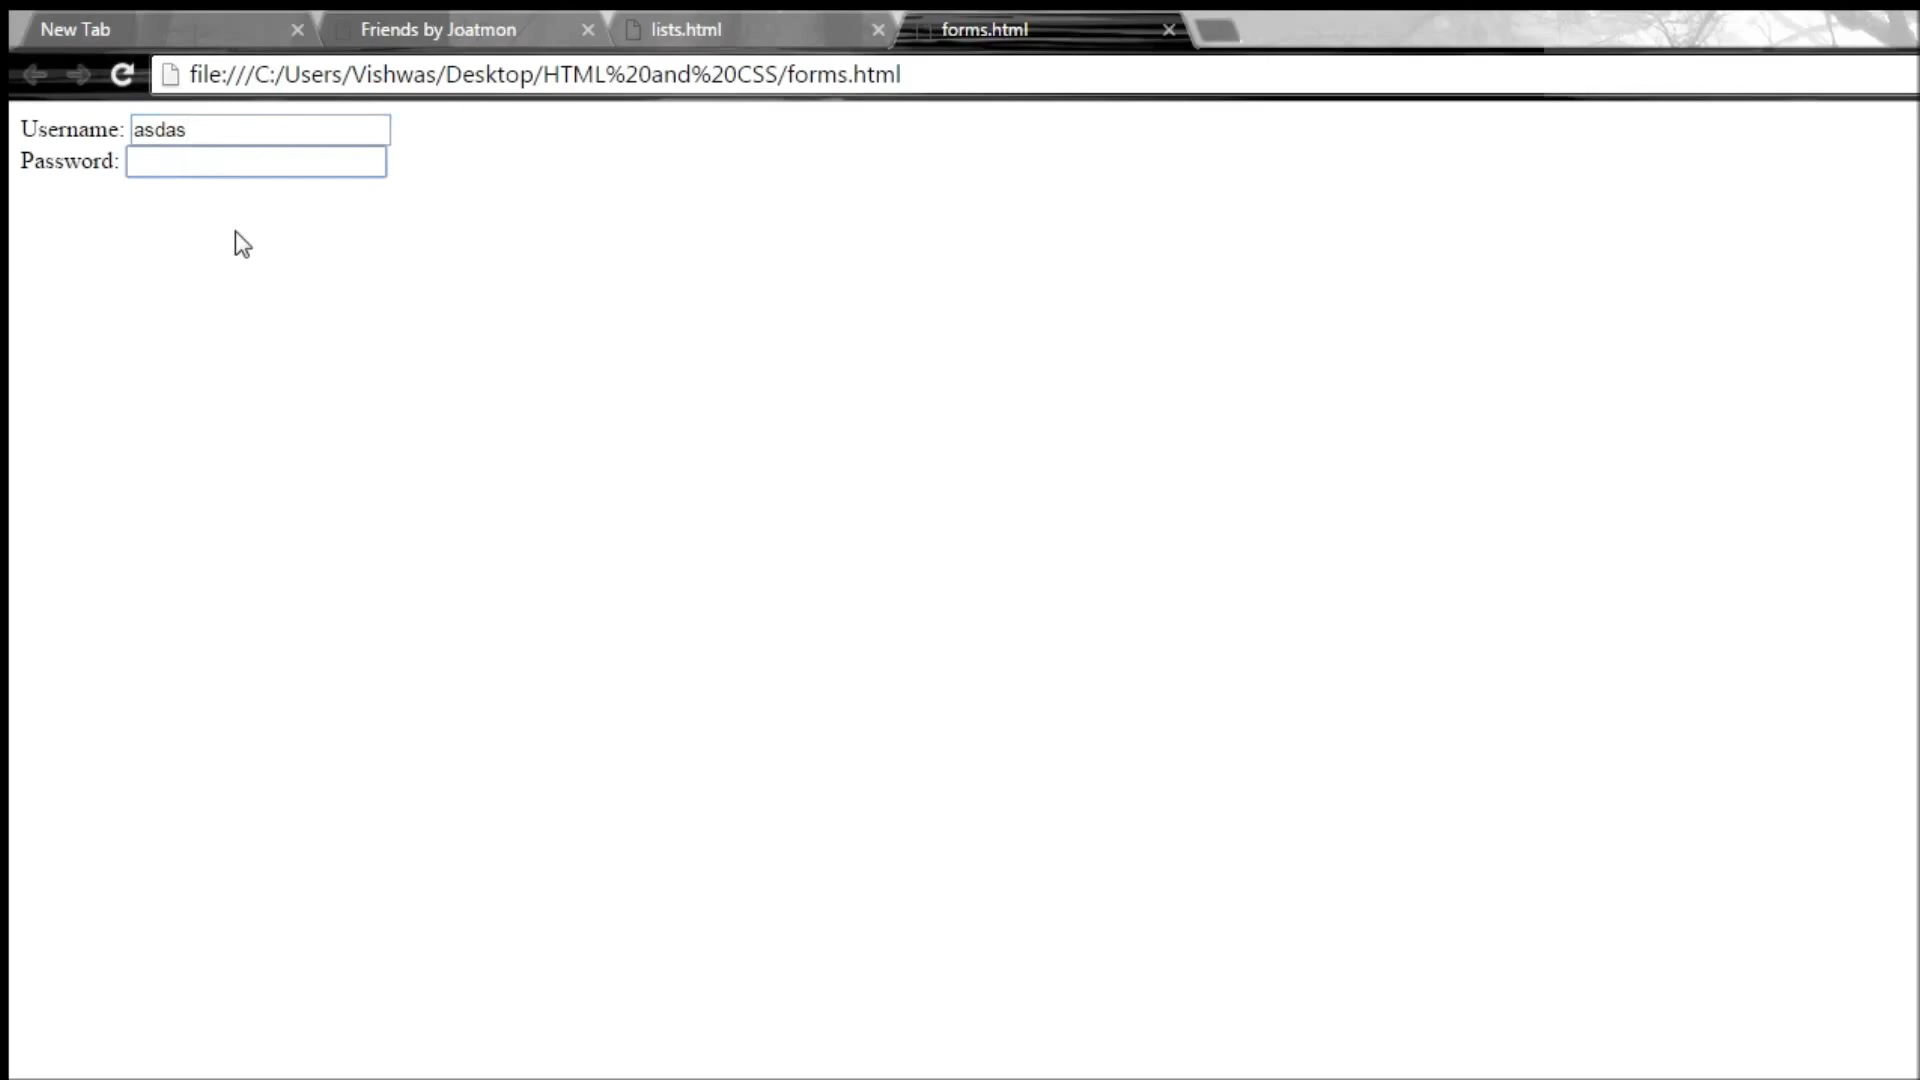 New Tab
Friends by Joatmon
lists.html
forms.html
file:///C:/Users/Vishwas/Desktop/HTML%20and%20CSS/forms.html
Username: asdas
Password: